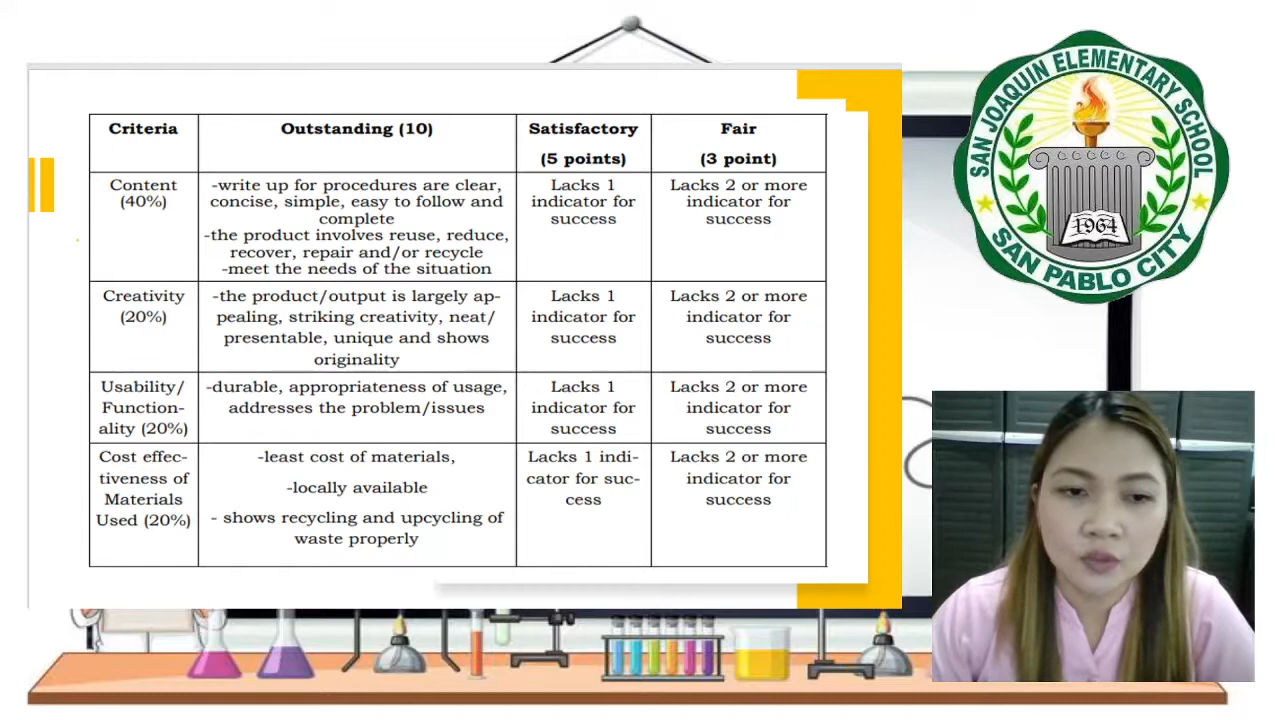 Criteria
Outstanding (10)
Satisfactory
(5 points)
Fair
(3 point)
Content
(40%)
-write up for procedures are clear,
concise, simple, easy to follow and
complete
-the product involves reuse, reduce,
recover, repair and/or recycle
-meet the needs of the situation
Lacks 1
indicator for
success
Lacks 2 or more
indicator for
success
Creativity
(20%)
-the product/output is largely ap-
pealing, striking creativity, neat/
presentable, unique and shows
originality
Lacks 1
indicator for
success
Lacks 2 or more
indicator for
success
Usability/
Function-
ality (20%)
-durable, appropriateness of usage,
addresses the problem/issues
Lacks 1
indicator for
success
Lacks 2 or more
indicator for
success
Cost effec-
tiveness of
Materials
Used (20%)
-least cost of materials,
-locally available
- shows recycling and upcycling of
waste properly
Lacks 1 indi-
cator for suc-
cess
Lacks 2 or more
indicator for
success
SAN JOAQUIN ELEMENTARY SCHOOL
1964
SAN PABLO CITY